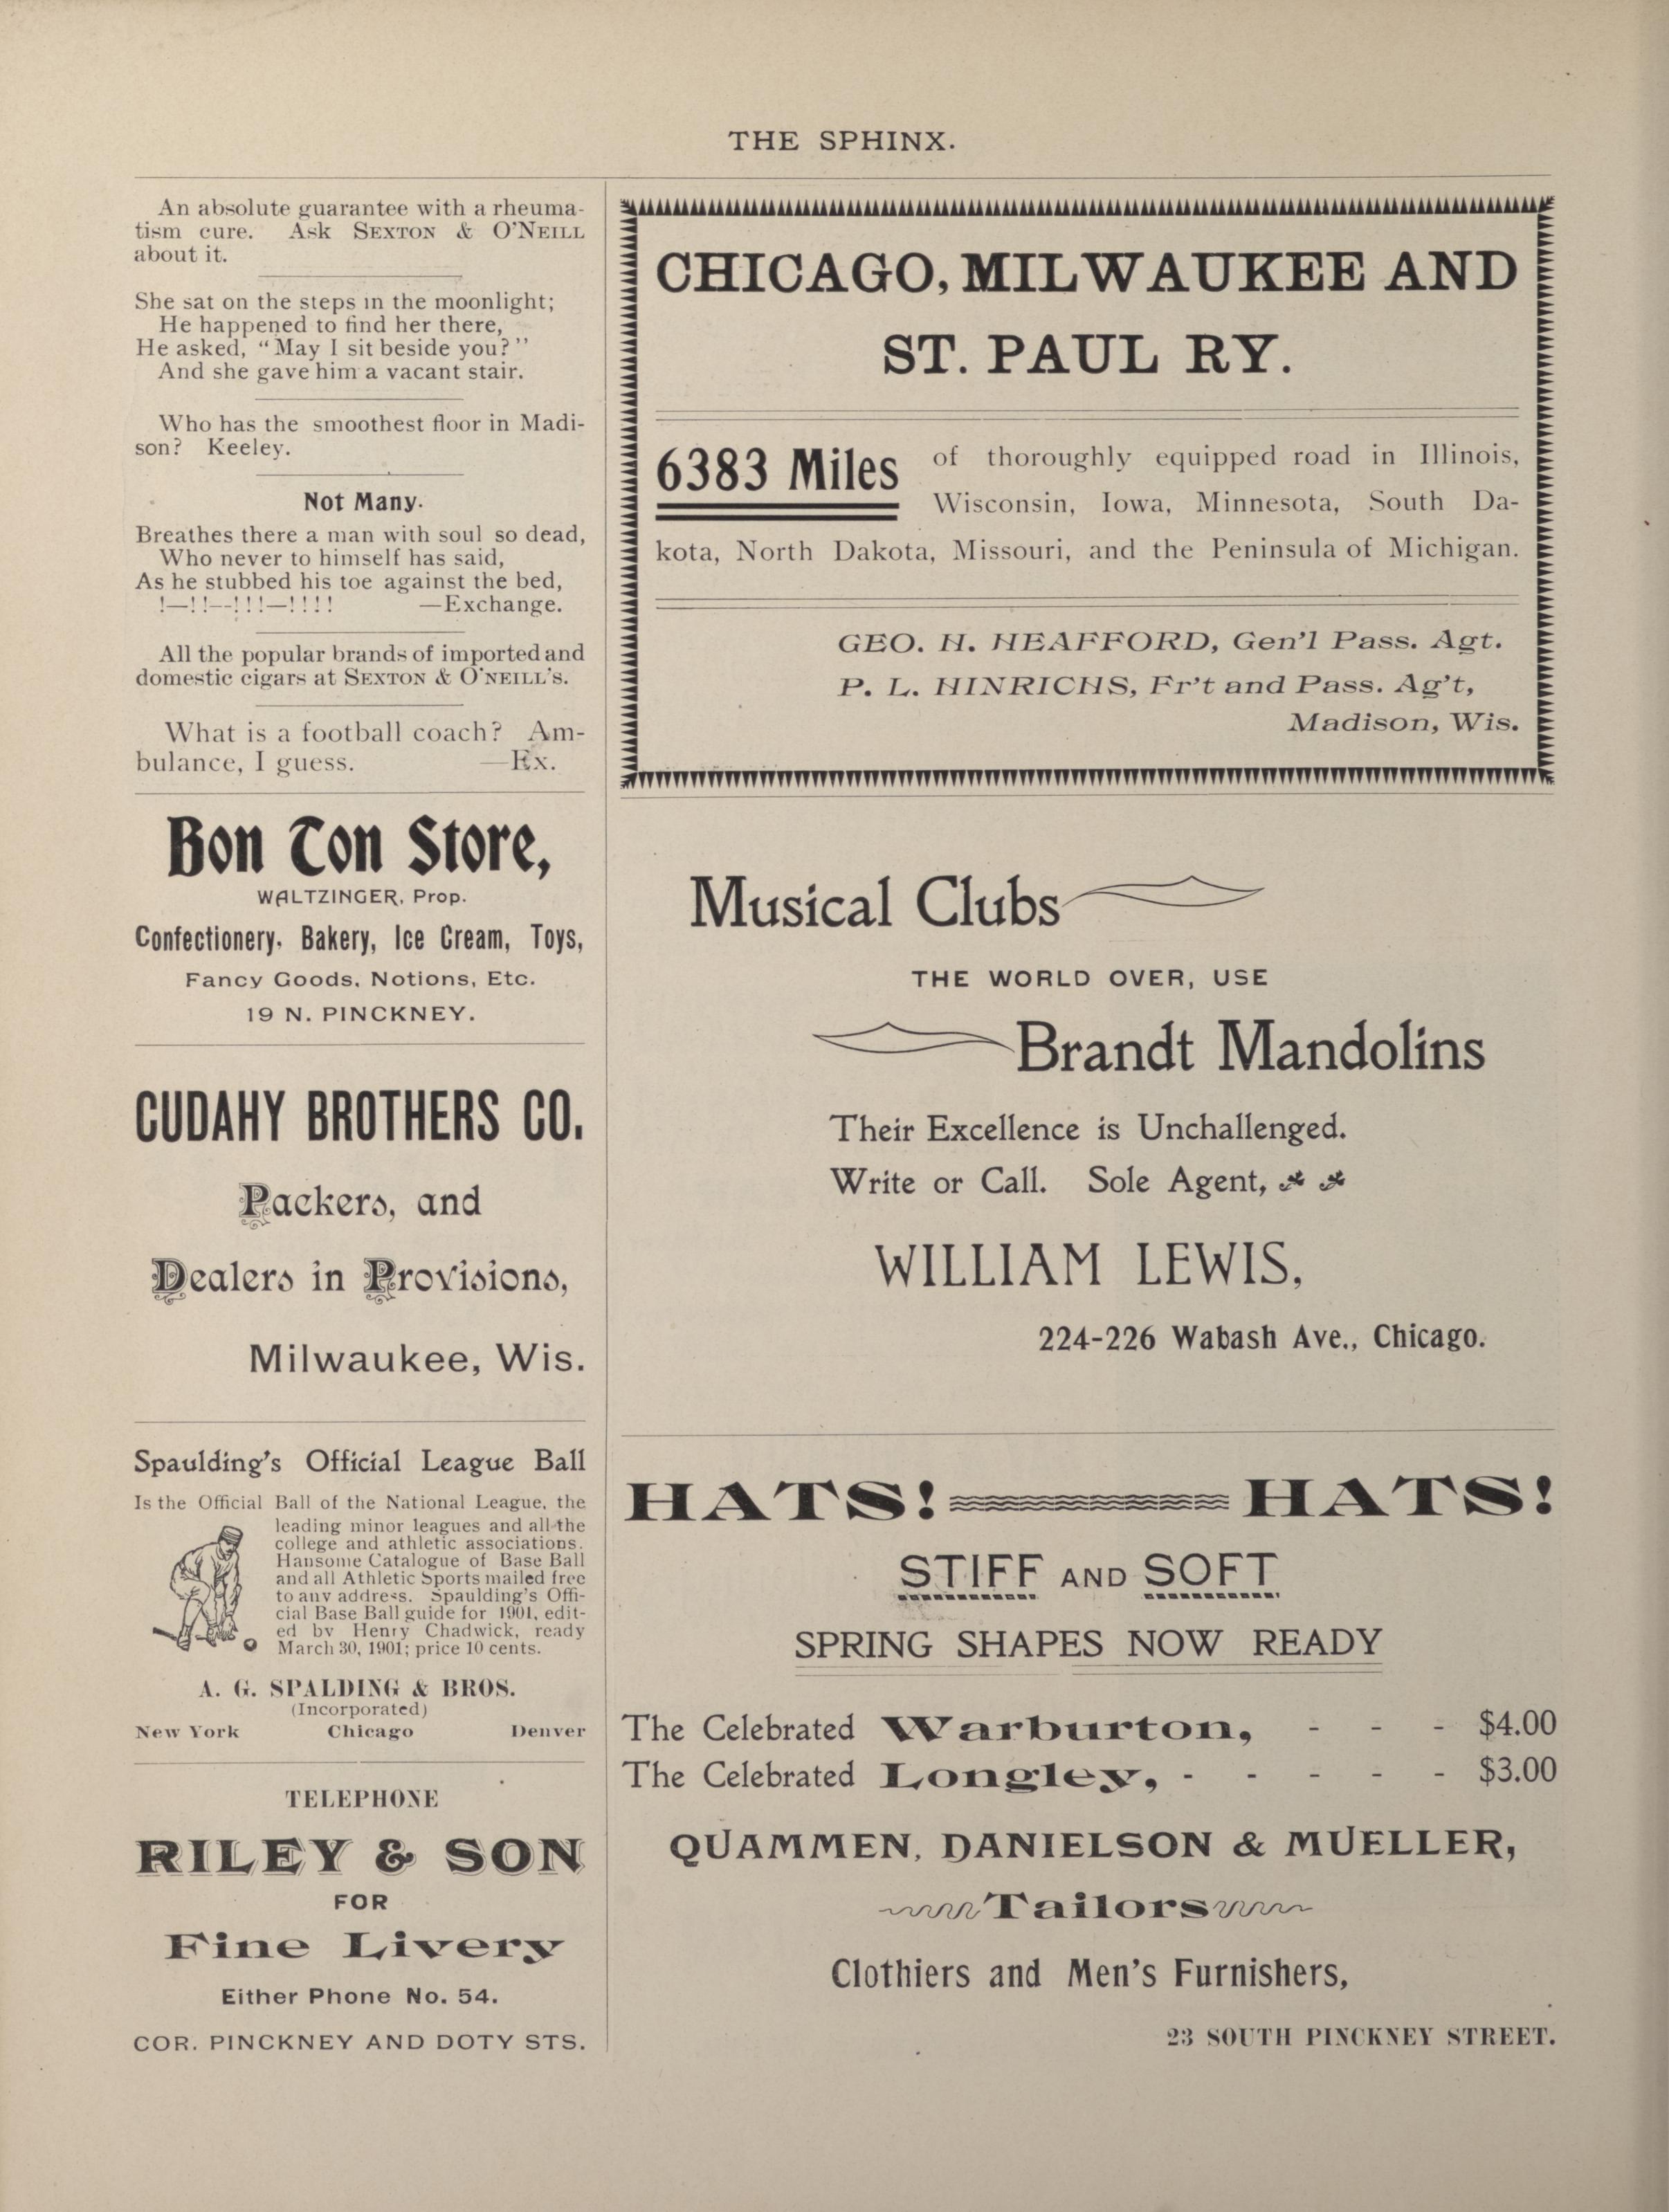 THE SPHINX.
An absolute guarantee with a rheuma-
tism cure. Ask SEXTON & O'NEILL
about it.
She sat on the steps in the moonlight;
He happened to find her there,
He asked, "May I sit beside you?"
And she gave him a vacant stair.
Who has the smoothest floor in Madi-
son? Keeley.
Not Many.
Breathes there a man with soul so dead,
Who never to himself has said,
As he stubbed his toe against the bed,
!—!!--!!!—!!!! —Exchange.
All the popular brands of imported and
domestic cigars at SEXTON & O'NEILL'S.
What is a football coach? Am-
bulance, I guess. —Ex.
Bon Ton Store,
WALTZINGER, Prop.
Confectionery, Bakery, Ice Cream, Toys,
Fancy Goods, Notions, Etc.
19 N. PINCKNEY.
CUDAHY BROTHERS CO.
Packers, and
Dealers in Provisions,
Milwaukee, Wis.
Spaulding's Official League Ball
Is the Official Ball of the National League, the
leading minor leagues and all the
college and athletic associations.
Hansome Catalogue of Base Ball
and all Athletic Sports mailed free
to any address. Spaulding's Offi-
cial Base Ball guide for 1901, edit-
ed by Henry Chadwick, ready
March 30, 1901; price 10 cents.
A. G. SPALDING & BROS.
(Incorporated)
New York Chicago Denver
TELEPHONE
RILEY & SON
FOR
Fine Livery
Either Phone No. 54.
COR. PINCKNEY AND DOTY STS.
CHICAGO, MILWAUKEE AND
ST. PAUL RY.
6383 Miles of thoroughly equipped road in Illinois,
Wisconsin, Iowa, Minnesota, South Da-
kota, North Dakota, Missouri, and the Peninsula of Michigan.
GEO. H. HEAFFORD, Gen'l Pass. Agt.
P. L. HINRICHS, Fr't and Pass. Ag't,
Madison, Wis.
Musical Clubs
THE WORLD OVER, USE
Brandt Mandolins
Their Excellence is Unchallenged.
Write or Call. Sole Agent,
WILLIAM LEWIS,
224-226 Wabash Ave., Chicago.
HATS! HATS!
STIFF AND SOFT
SPRING SHAPES NOW READY
The Celebrated Warburton, - - - $4.00
The Celebrated Longley, - - - - - $3.00
QUAMMEN, DANIELSON & MUELLER,
Tailors
Clothiers and Men's Furnishers,
23 SOUTH PINCKNEY STREET.